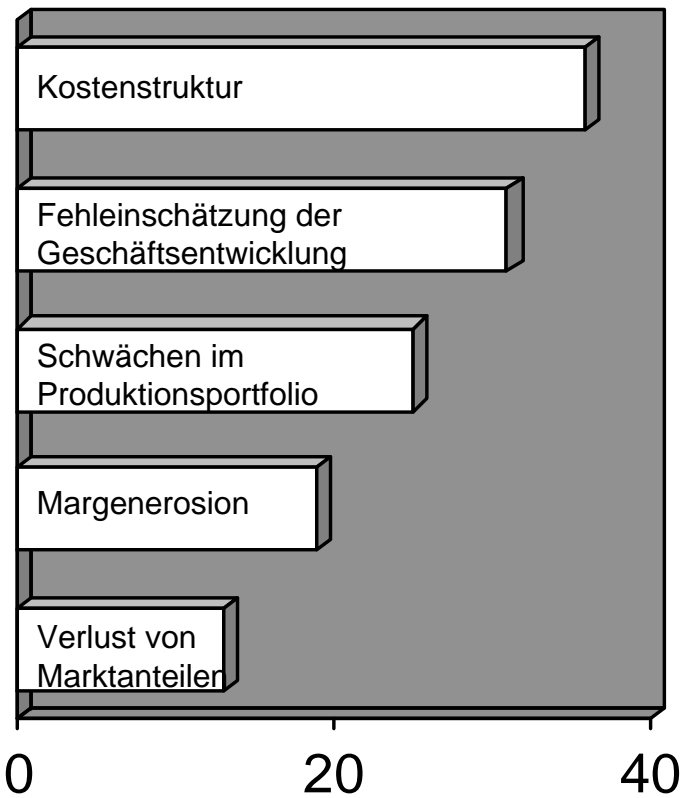 Kostenstruktur
Fehleinschätzung der
Geschäftsentwicklung
Schwächen im
Produktionsportfolio
Margenerosion
Verlust von
Marktanteilen
0 20 40